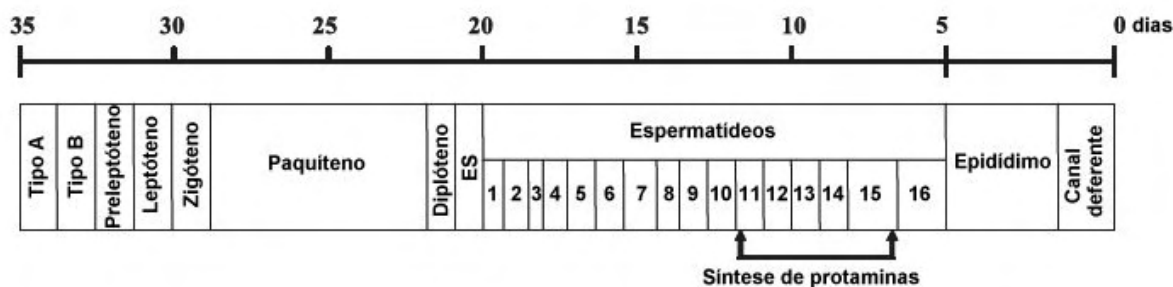 35 30 25 20 15 10 5 0 dias
Tipo A
Tipo B
Preleptóteno
Leptóteno
Zigóteno
Paquíteno
Diplóteno
ES
Espermatídeos
1 2 3 4 5 6 7 8 9 10 11 12 13 14 15 16
Epidídimo
Canal
deferente
Síntese de protaminas